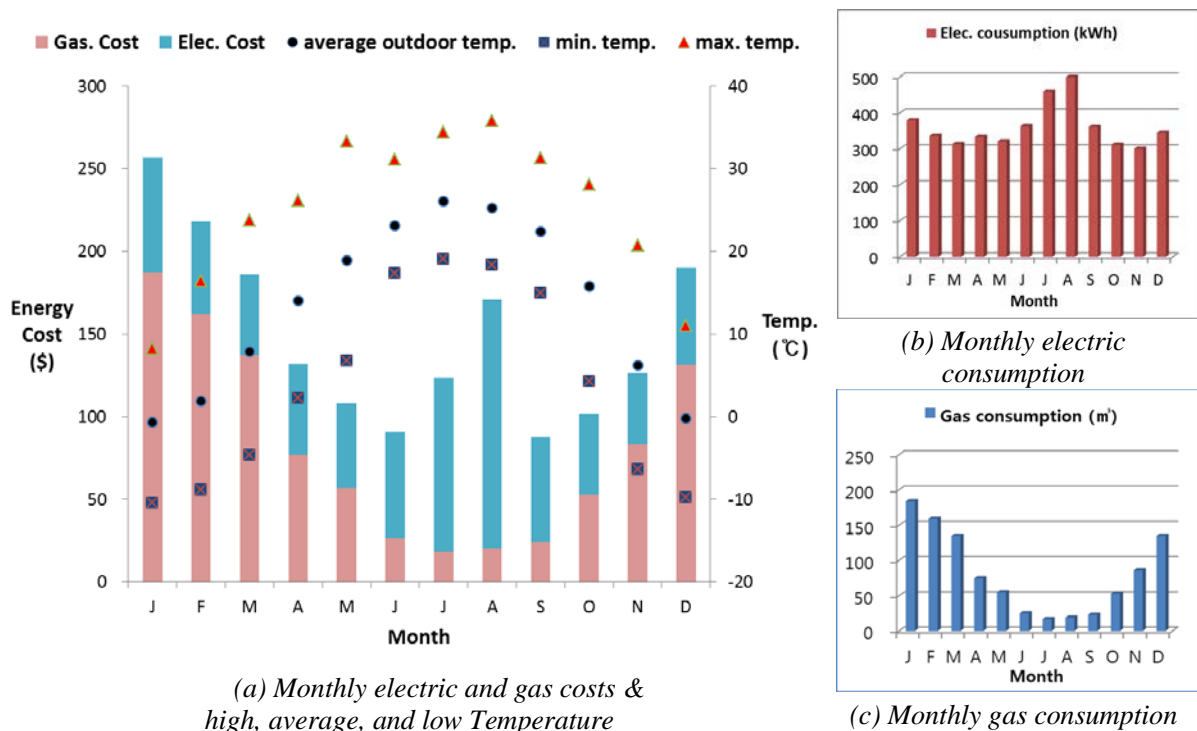 Gas. Cost Elec. Cost average outdoor temp. min. temp. max. temp.
300
250
200
150
100
50
0
Energy
Cost
($)
40
30
20
10
0
-10
-20
Temp.
(℃)
J F M A M J J A S O N D
Month
(a) Monthly electric and gas costs &
high, average, and low Temperature
Elec. cousumption (kWh)
500
400
300
200
100
0
J F M A M J J A S O N D
Month
(b) Monthly electric
consumption
Gas consumption (㎥)
250
200
150
100
50
0
J F M A M J J A S O N D
Month
(c) Monthly gas consumption